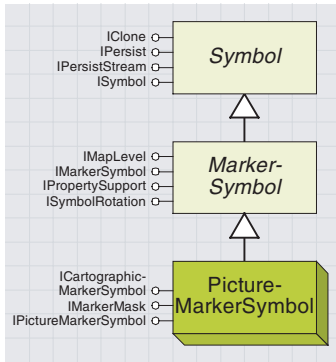 IClone
IPersist
IPersistStream
ISymbol
Symbol
IMapLevel
IMarkerSymbol
IPropertySupport
ISymbolRotation
Marker-
Symbol
ICartographic-
MarkerSymbol
IMarkerMask
IPictureMarkerSymbol
Picture-
MarkerSymbol